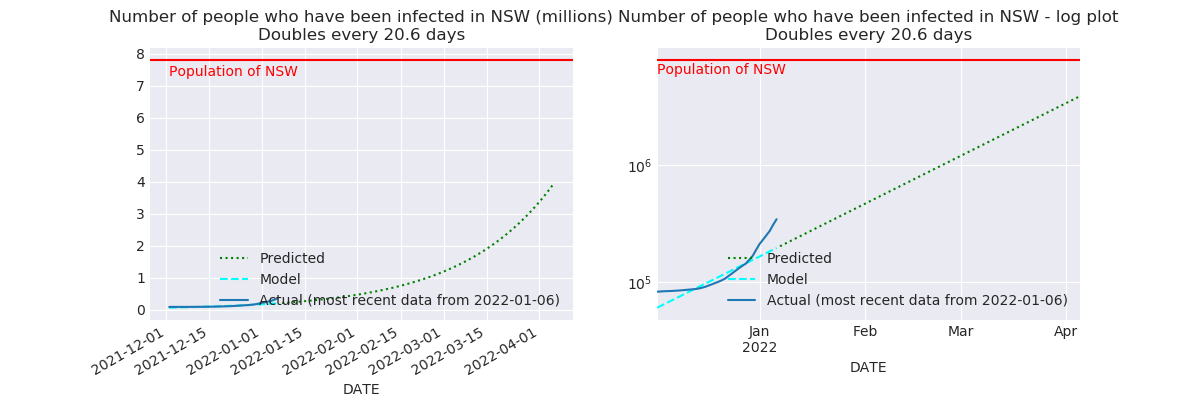 Number of people who have been infected in NSW (millions)
Doubles every 20.6 days
8
7
6
5
4
3
2
1
0
Population of NSW
Predicted
Model
Actual (most recent data from 2022-01-06)
2021-12-01
2021-12-15
2022-01-01
2022-01-15
2022-02-01
2022-02-15
2022-03-01
2022-03-15
2022-04-01
DATE
Number of people who have been infected in NSW - log plot
Doubles every 20.6 days
Population of NSW
10⁶
10⁵
Predicted
Model
Actual (most recent data from 2022-01-06)
Jan
2022
Feb
Mar
Apr
DATE